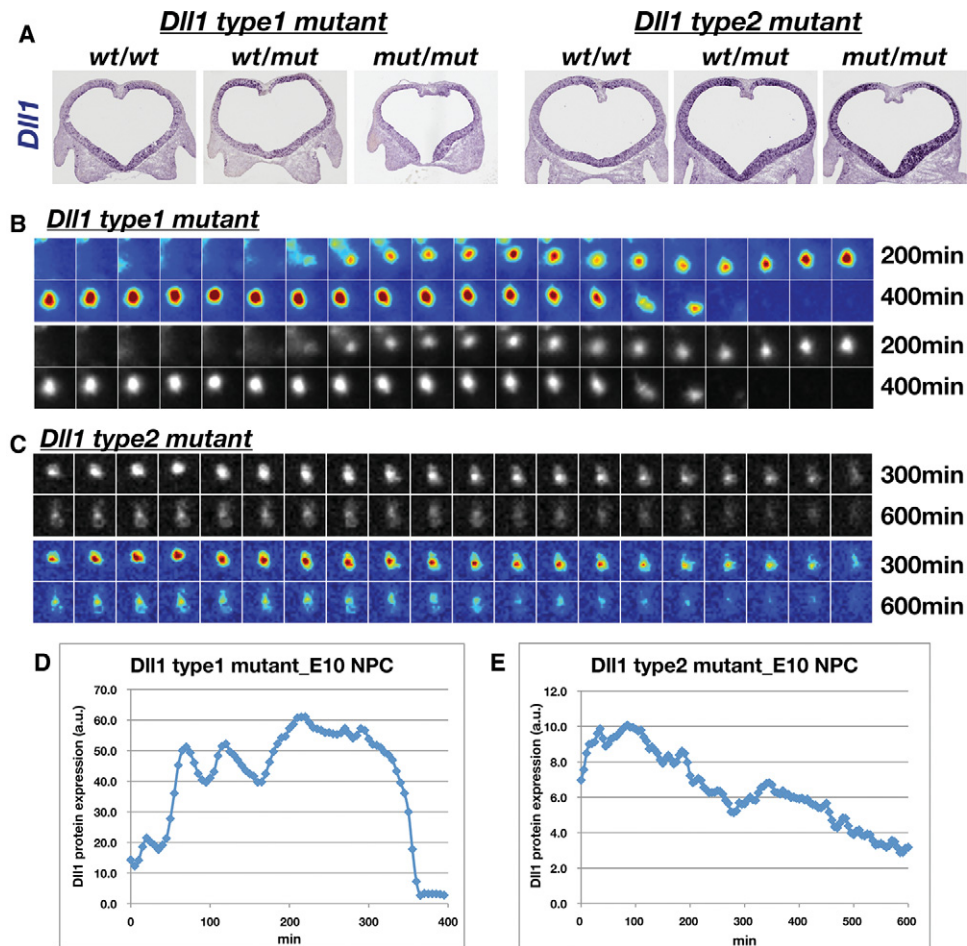 A
Dll1 type1 mutant
Dll1 type2 mutant
wt/wt
wt/mut
mut/mut
wt/wt
wt/mut
mut/mut
Dll1
B
Dll1 type1 mutant
200min
400min
200min
400min
C
Dll1 type2 mutant
300min
600min
300min
600min
D
Dll1 type1 mutant_E10 NPC
Dll1 protein expression (a.u.)
70.0
60.0
50.0
40.0
30.0
20.0
10.0
0.0
0
100
200
300
400
min
E
Dll1 type2 mutant_E10 NPC
Dll1 protein expression (a.u.)
12.0
10.0
8.0
6.0
4.0
2.0
0.0
0
100
200
300
400
500
600
min